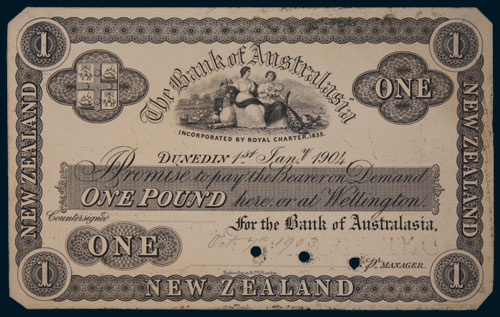 1 1
The Bank of Australasia
ONE
INCORPORATED BY ROYAL CHARTER, 1835.
NEW ZEALAND NEW ZEALAND
DUNEDIN 1st Jany 1904
I Promise to pay the Bearer on Demand
ONE POUND here, or at Wellington.
Countersigned For the Bank of Australasia,
ONE
1903
MANAGER.
1 NEW ZEALAND 1